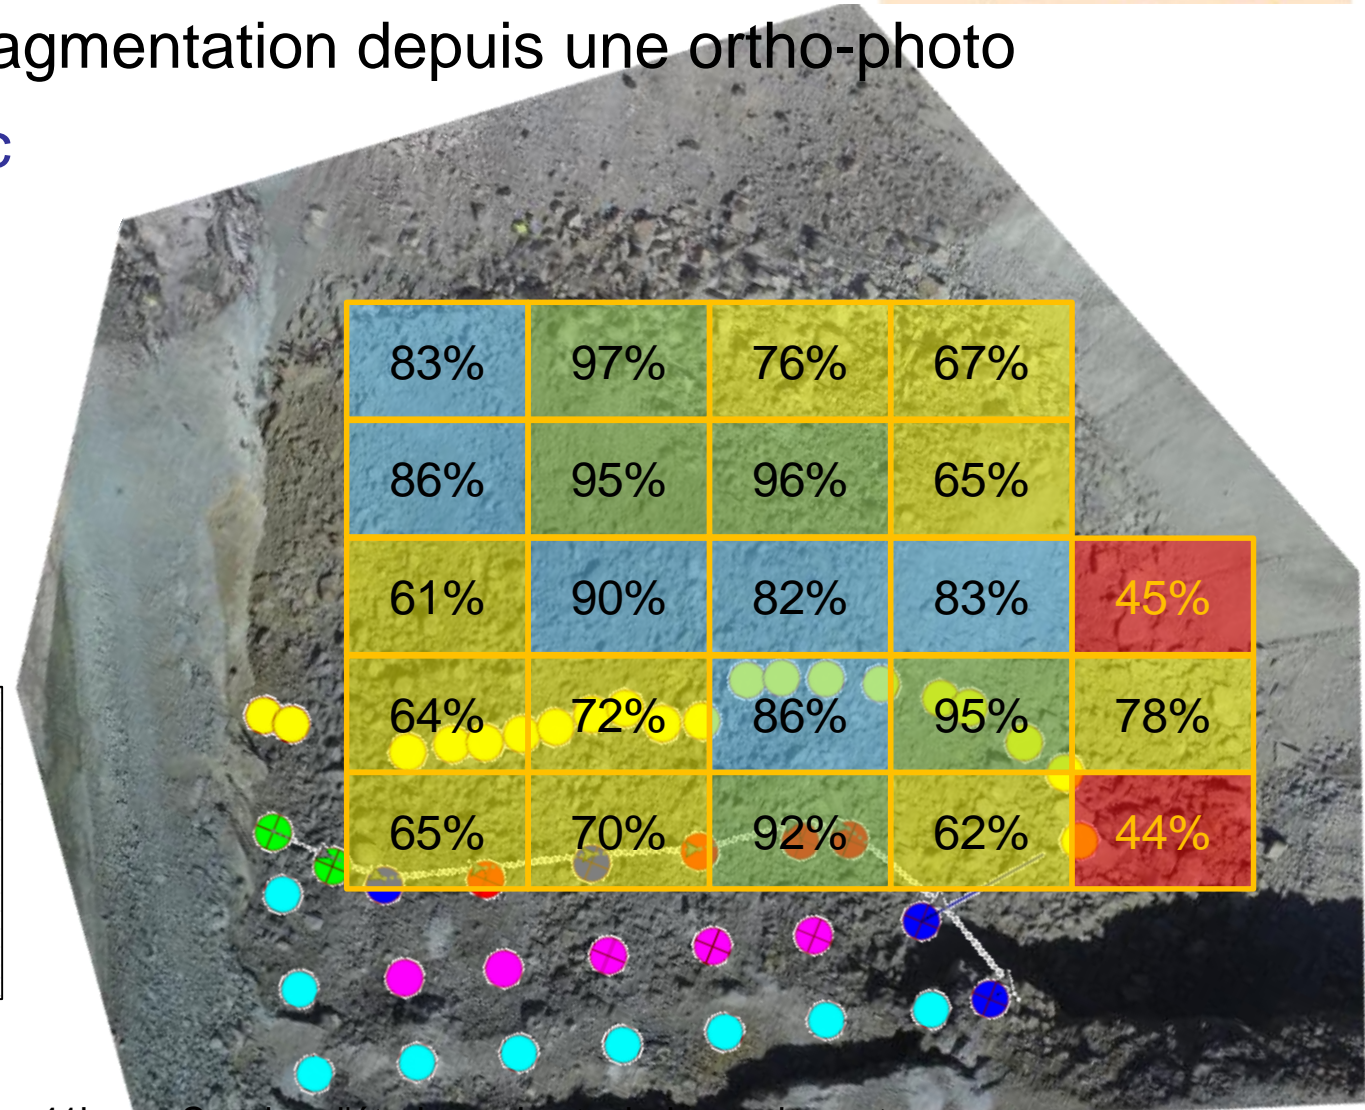 agmentation depuis une ortho-photo
c
83% 97% 76% 67%
86% 95% 96% 65%
61% 90% 82% 83% 45%
64% 72% 86% 95% 78%
65% 70% 92% 62% 44%